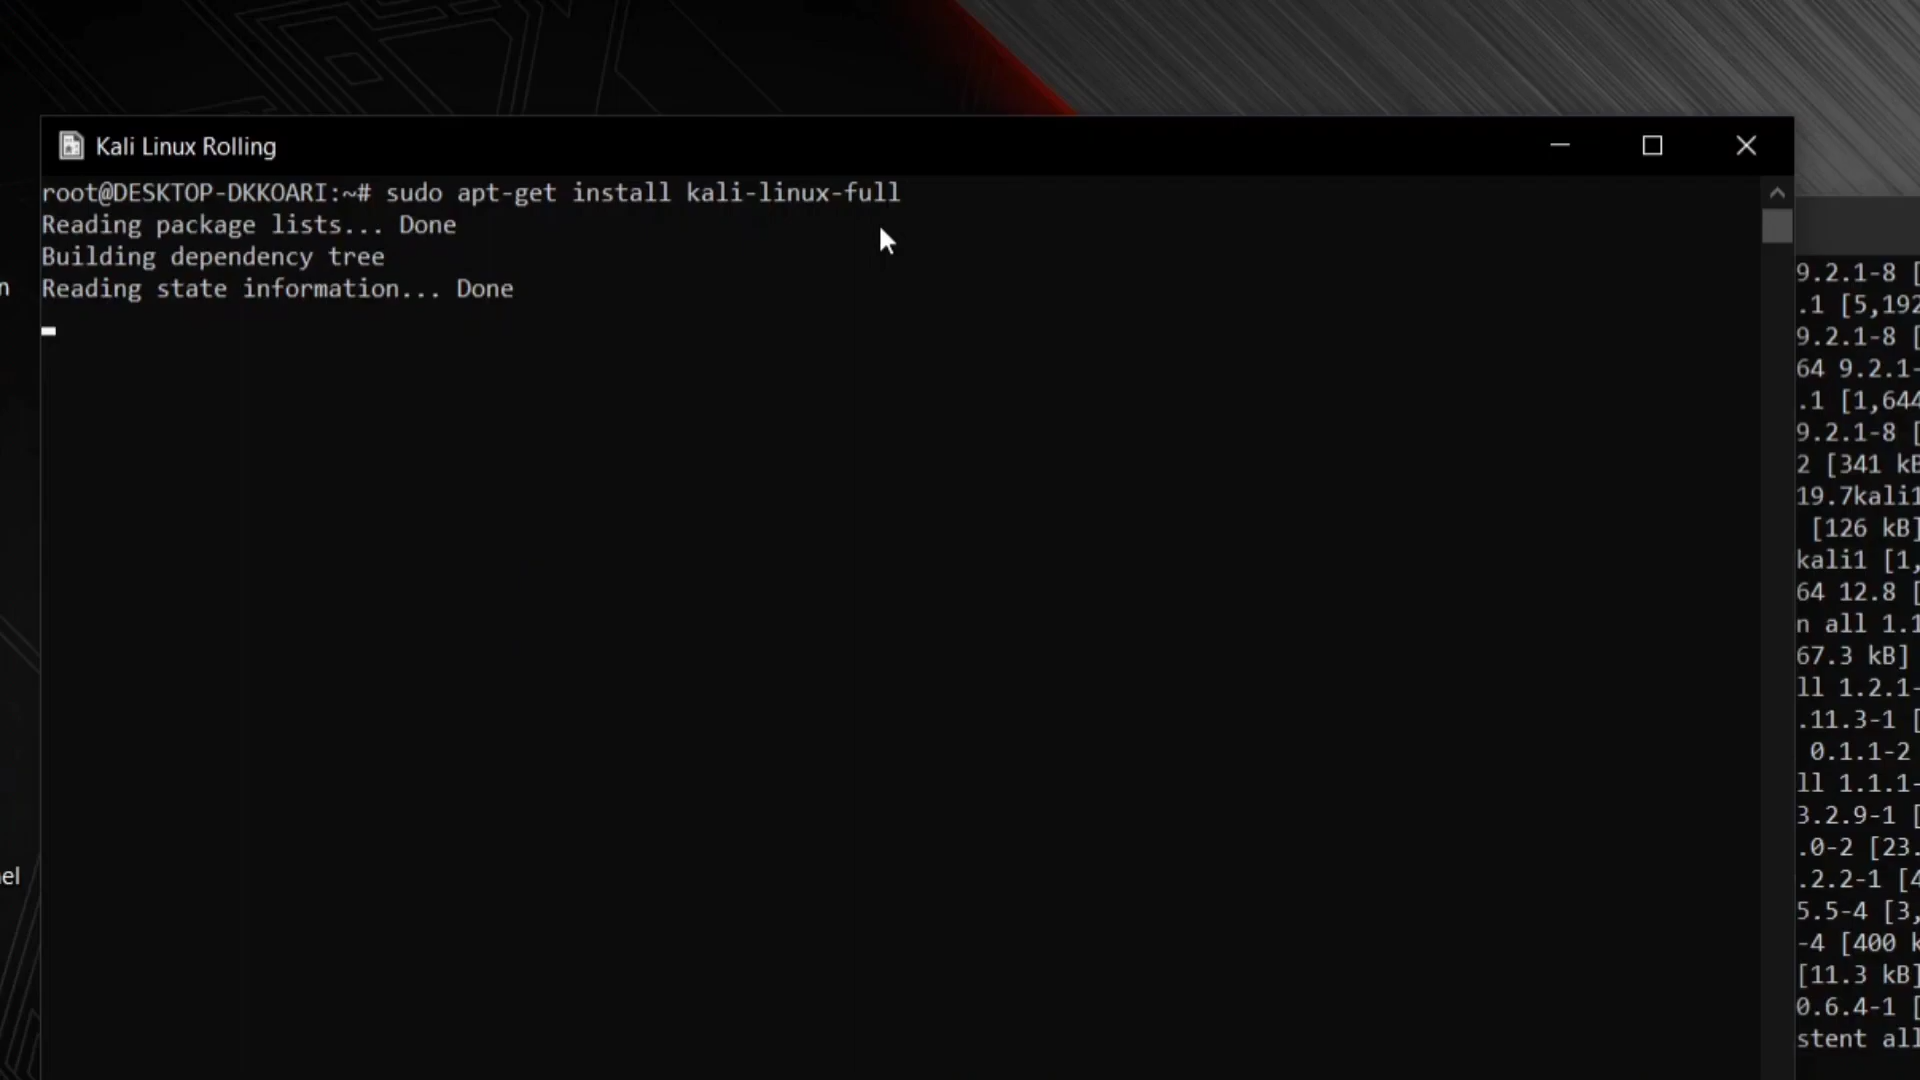 Kali Linux Rolling
root@DESKTOP-DKKOARI:~# sudo apt-get install kali-linux-full
Reading package lists... Done
Building dependency tree
Reading state information... Done
n
el
9.2.1-8 [
.1 [5,192
9.2.1-8 [
64 9.2.1-
.1 [1,644
9.2.1-8 [
2 [341 kB
19.7kali1
[126 kB]
kali1 [1,
64 12.8 [
n all 1.1
67.3 kB]
ll 1.2.1-
.11.3-1 [
0.1.1-2
ll 1.1.1-
3.2.9-1 [
.0-2 [23.
.2.2-1 [4
5.5-4 [3,
-4 [400 k
[11.3 kB]
0.6.4-1 [
stent all